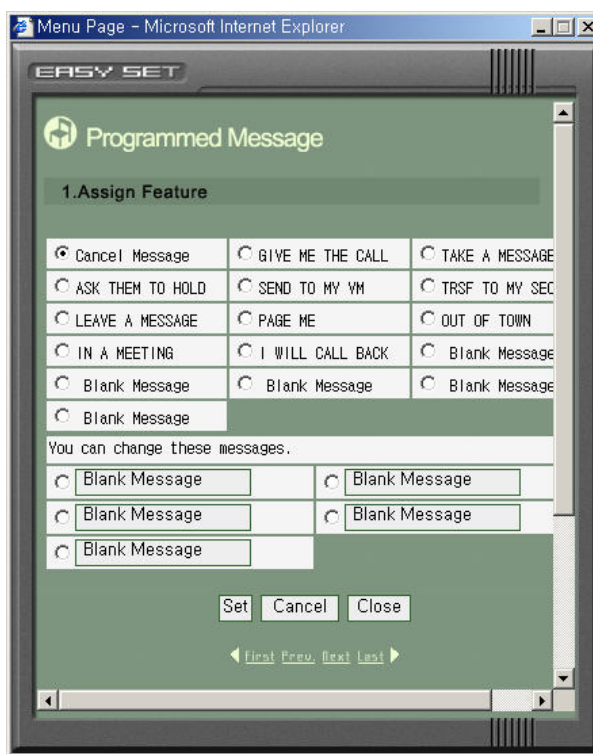 Menu Page - Microsoft Internet Explorer
EASY SET
Programmed Message
1.Assign Feature
Cancel Message GIVE ME THE CALL TAKE A MESSAGE
ASK THEM TO HOLD SEND TO MY VM TRSF TO MY SEC
LEAVE A MESSAGE PAGE ME OUT OF TOWN
IN A MEETING I WILL CALL BACK Blank Message
Blank Message Blank Message Blank Message
Blank Message
You can change these messages.
Blank Message Blank Message
Blank Message Blank Message
Blank Message
Set Cancel Close
First Prev. Next Last